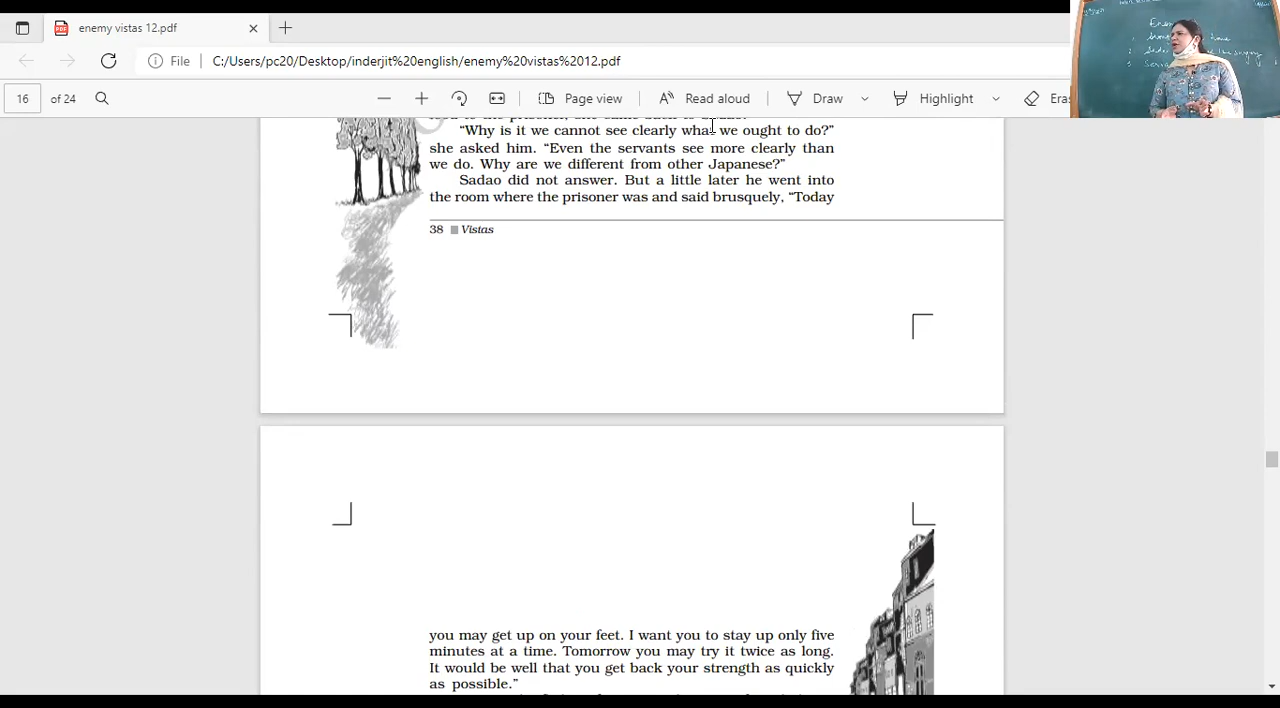 enemy vistas 12.pdf
File
C:/Users/pc20/Desktop/inderjit%20english/enemy%20vistas%2012.pdf
16 of 24
Page view
Read aloud
Draw
Highlight
Eras
“Why is it we cannot see clearly what we ought to do?”
she asked him. “Even the servants see more clearly than
we do. Why are we different from other Japanese?”
Sadao did not answer. But a little later he went into
the room where the prisoner was and said brusquely, “Today
38 Vistas
you may get up on your feet. I want you to stay up only five
minutes at a time. Tomorrow you may try it twice as long.
It would be well that you get back your strength as quickly
as possible.”